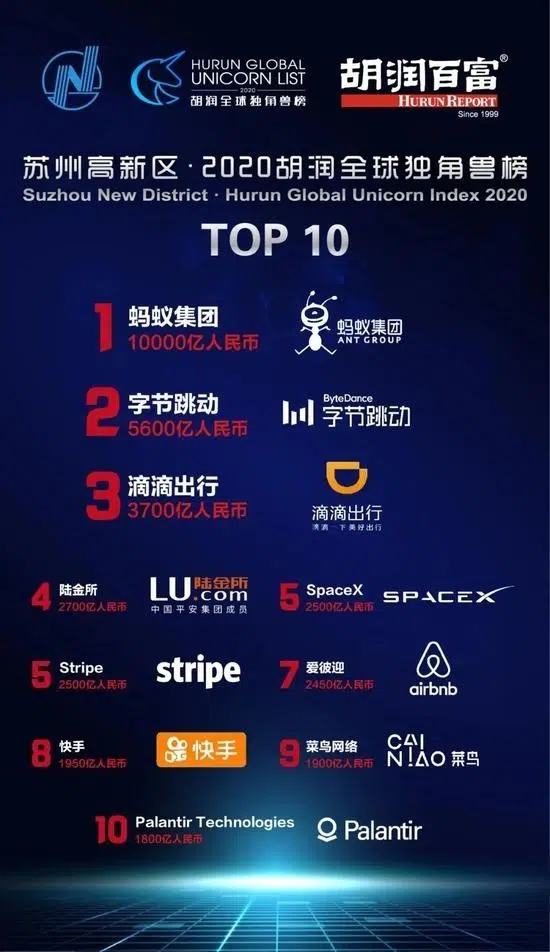 HURUN GLOBAL
UNICORN LIST
2020
胡润全球独角兽榜
胡润百富®
HURUN REPORT
Since 1999
苏州高新区·2020胡润全球独角兽榜
Suzhou New District · Hurun Global Unicorn Index 2020
TOP 10
1 蚂蚁集团
10000亿人民币
蚂蚁集团
ANT GROUP
2 字节跳动
5600亿人民币
ByteDance
字节跳动
3 滴滴出行
3700亿人民币
滴滴出行
滴滴一下 美好出行
4 陆金所
2700亿人民币
LU陆金所
.com
中国平安集团成员
5 SpaceX
2500亿人民币
SPACEX
5 Stripe
2500亿人民币
stripe
7 爱彼迎
2450亿人民币
airbnb
8 快手
1950亿人民币
快手
9 菜鸟网络
1900亿人民币
CAI
NIAO 菜鸟
10 Palantir Technologies
1800亿人民币
Palantir